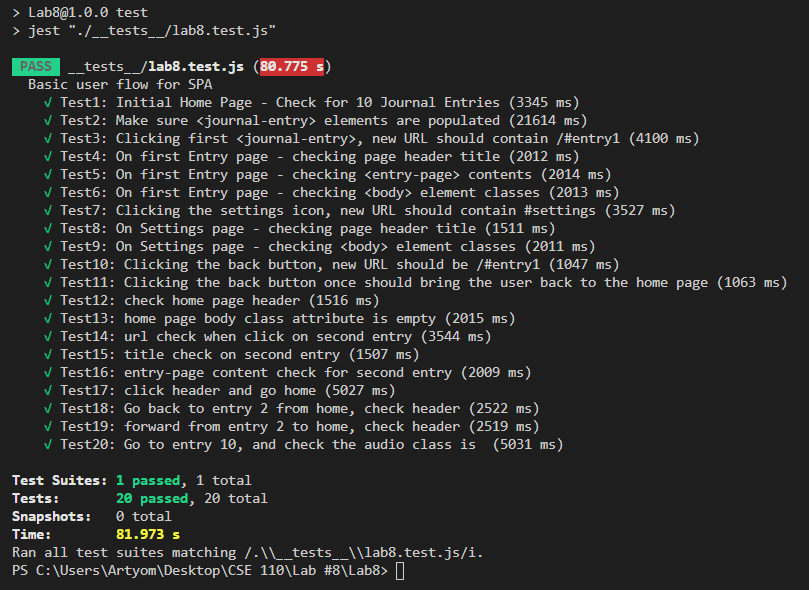 > Lab8@1.0.0 test
> jest "./__tests__/lab8.test.js"
PASS __tests__/lab8.test.js (80.775 s)
Basic user flow for SPA
√ Test1: Initial Home Page - Check for 10 Journal Entries (3345 ms)
√ Test2: Make sure <journal-entry> elements are populated (21614 ms)
√ Test3: Clicking first <journal-entry>, new URL should contain /#entry1 (4100 ms)
√ Test4: On first Entry page - checking page header title (2012 ms)
√ Test5: On first Entry page - checking <entry-page> contents (2014 ms)
√ Test6: On first Entry page - checking <body> element classes (2013 ms)
√ Test7: Clicking the settings icon, new URL should contain #settings (3527 ms)
√ Test8: On Settings page - checking page header title (1511 ms)
√ Test9: On Settings page - checking <body> element classes (2011 ms)
√ Test10: Clicking the back button, new URL should be /#entry1 (1047 ms)
√ Test11: Clicking the back button once should bring the user back to the home page (1063 ms)
√ Test12: check home page header (1516 ms)
√ Test13: home page body class attribute is empty (2015 ms)
√ Test14: url check when click on second entry (3544 ms)
√ Test15: title check on second entry (1507 ms)
√ Test16: entry-page content check for second entry (2009 ms)
√ Test17: click header and go home (5027 ms)
√ Test18: Go back to entry 2 from home, check header (2522 ms)
√ Test19: forward from entry 2 to home, check header (2519 ms)
√ Test20: Go to entry 10, and check the audio class is  (5031 ms)
Test Suites: 1 passed, 1 total
Tests:       20 passed, 20 total
Snapshots:   0 total
Time:        81.973 s
Ran all test suites matching /.\\__tests__\\lab8.test.js/i.
PS C:\Users\Artyom\Desktop\CSE 110\Lab #8\Lab8>